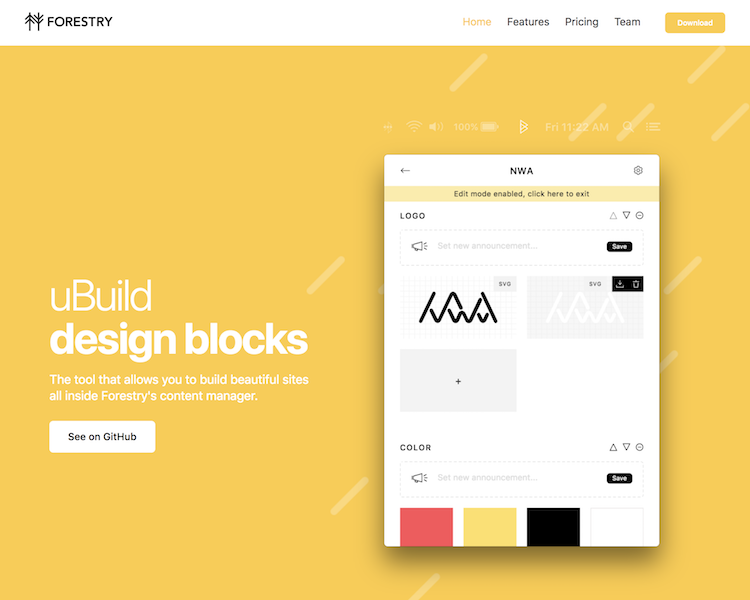 FORESTRY
Home Features Pricing Team Download
100% Fri 11:22 AM
NWA
Edit mode enabled, click here to exit
LOGO
Set new announcement... Save
SVG SVG
+
COLOR
Set new announcement... Save
uBuild
design blocks
The tool that allows you to build beautiful sites
all inside Forestry's content manager.
See on GitHub